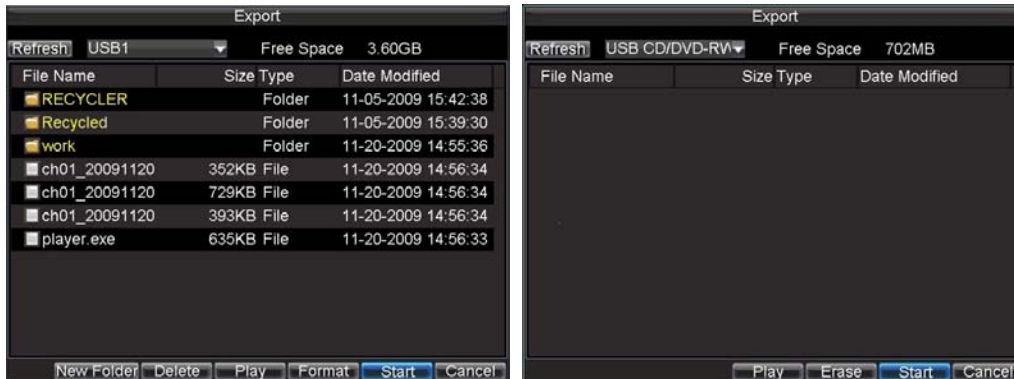 Export
Refresh USB1 Free Space 3.60GB
File Name Size Type Date Modified
RECYCLER Folder 11-05-2009 15:42:38
Recycled Folder 11-05-2009 15:39:30
work Folder 11-20-2009 14:55:36
ch01_20091120 352KB File 11-20-2009 14:56:34
ch01_20091120 729KB File 11-20-2009 14:56:34
ch01_20091120 393KB File 11-20-2009 14:56:34
player.exe 635KB File 11-20-2009 14:56:33
New Folder Delete Play Format Start Cancel
Export
Refresh USB CD/DVD-RW Free Space 702MB
File Name Size Type Date Modified
Play Erase Start Cancel